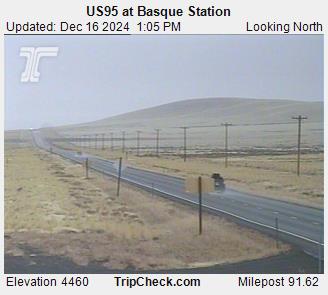 US95 at Basque Station
Updated: Dec 16 2024 1:05 PM Looking North
Elevation 4460 TripCheck.com Milepost 91.62